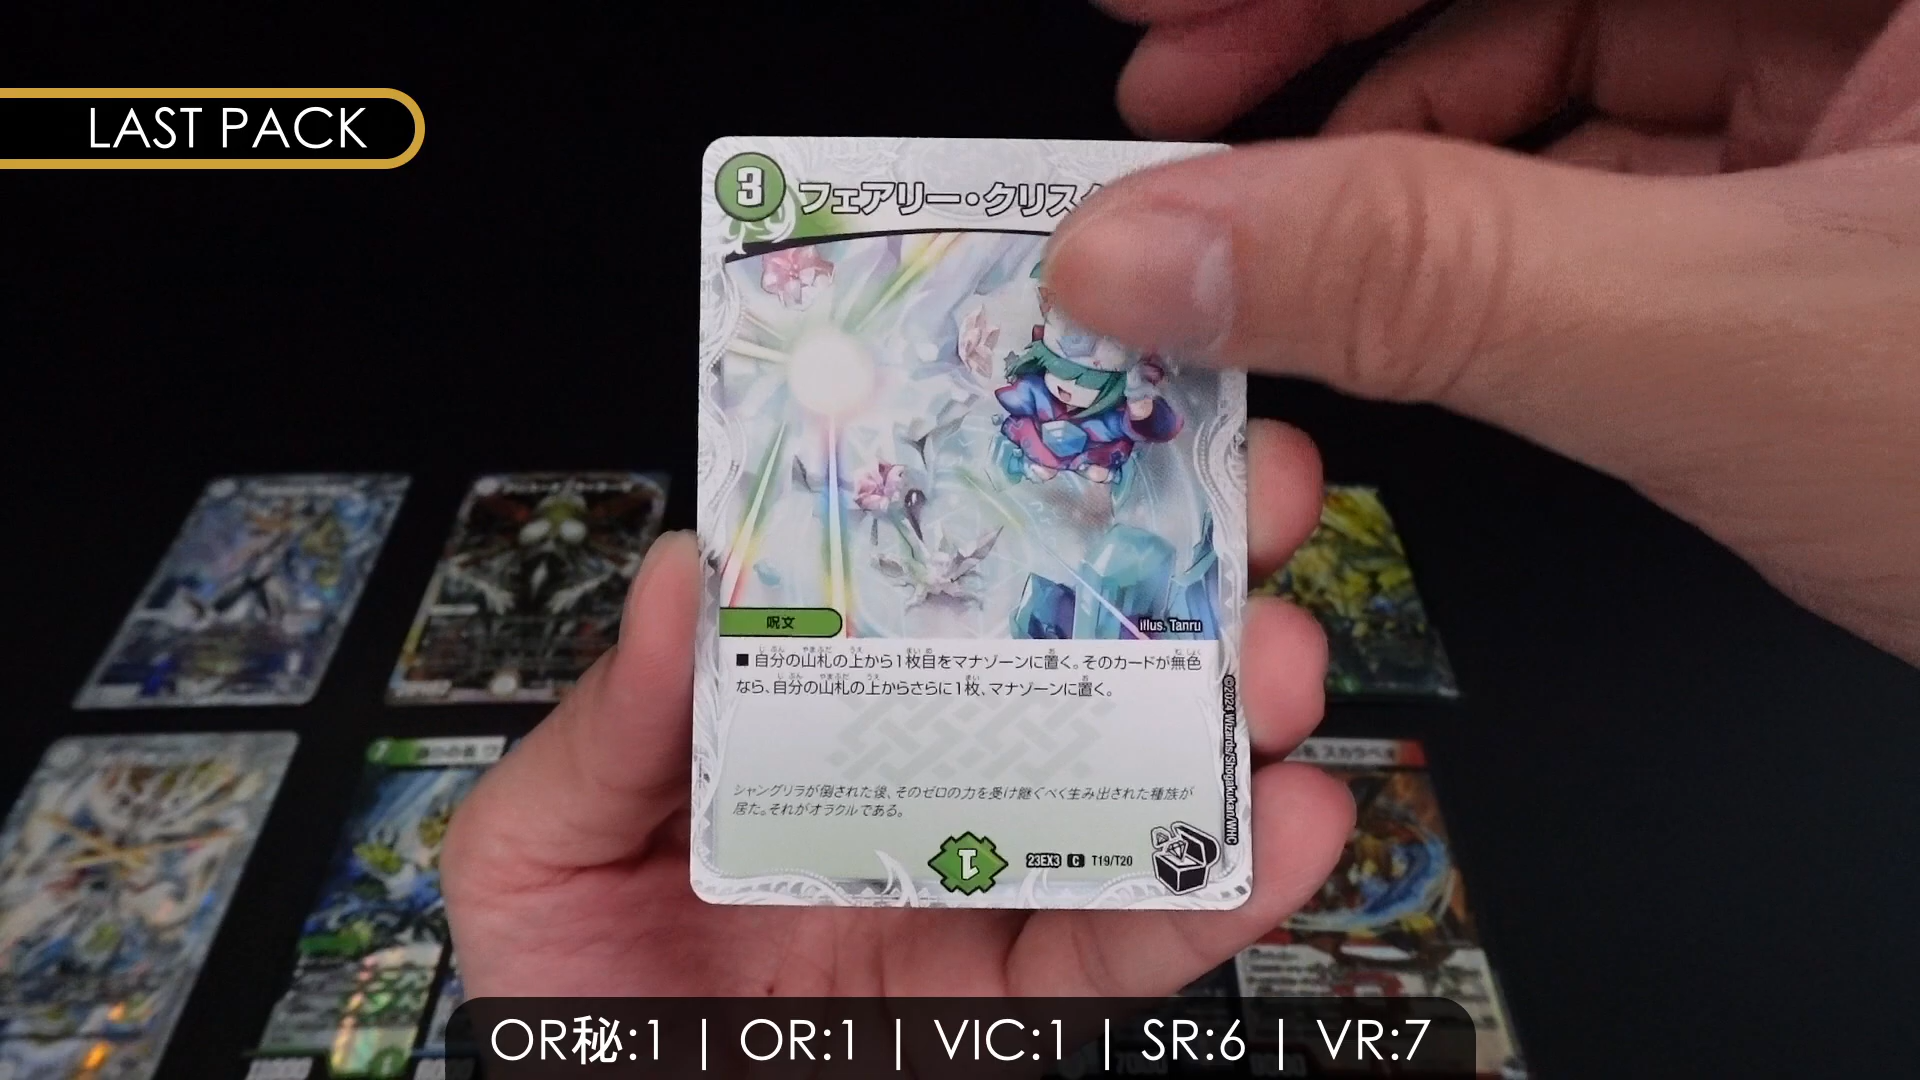 LAST PACK
3
フェアリー・クリス
呪文
illus. Tanru
■自分の山札の上から1枚目をマナゾーンに置く。そのカードが無色
なら、自分の山札の上からさらに1枚、マナゾーンに置く。
シャングリラが倒された後、そのゼロの力を受け継ぐべく生み出された種族が
居た。それがオラクルである。
1
23EX3 C T19/T20
©2024 Wizards/Shogakukan/WHC
OR秘:1 | OR:1 | VIC:1 | SR:6 | VR:7